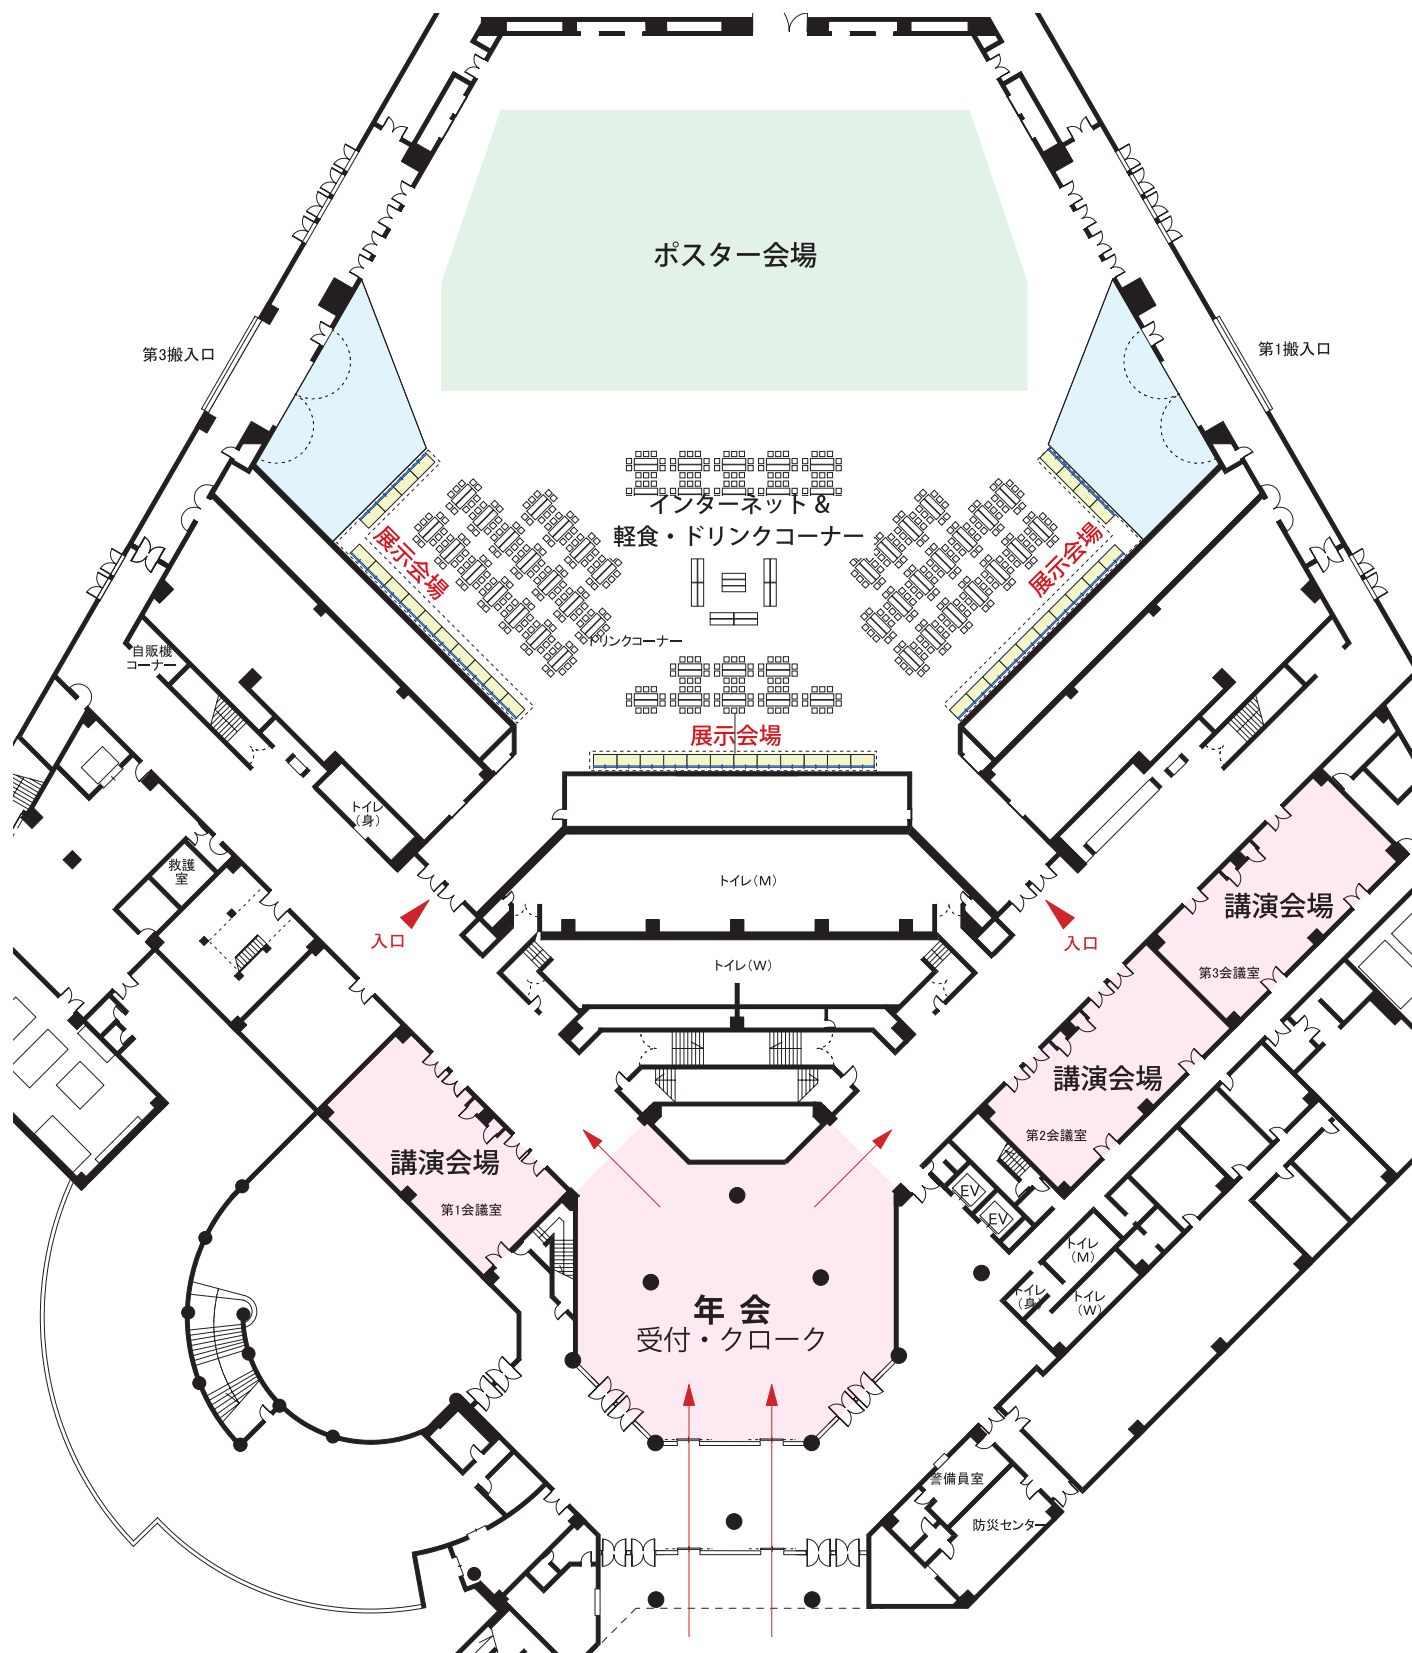 ポスター会場
第3搬入口
第1搬入口
インターネット &
軽食・ドリンクコーナー
展示会場
展示会場
ドリンクコーナー
自販機
コーナー
展示会場
トイレ
(身)
救護
室
トイレ(M)
入口
入口
トイレ(W)
講演会場
第3会議室
講演会場
第2会議室
講演会場
第1会議室
EV
EV
トイレ
(M)
トイレ
(身)
トイレ
(W)
年 会
受付・クローク
警備員室
防災センター